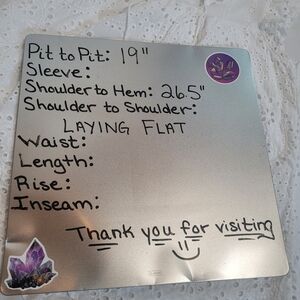 Pit to Pit: 19"
Sleeve:
Shoulder to Hem: 26.5"
Shoulder to Shoulder:
LAYING FLAT
Waist:
Length:
Rise:
Inseam:
Thank you for visiting